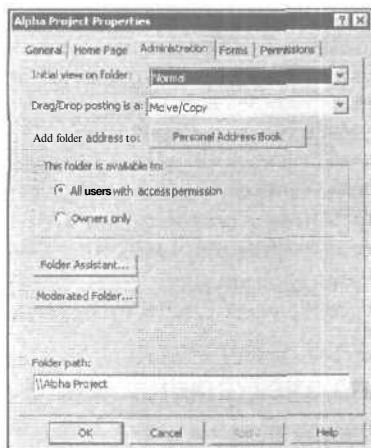 Alpha Project Properties
General Home Page Administration Forms Permissions
Initial view on folder: Normal
Drag/Drop posting is a: Move/Copy
Add folder address to: Personal Address Book
This folder is available to:
All users with access permission
Owners only
Folder Assistant...
Moderated Folder...
Folder path:
\\Alpha Project
OK Cancel Apply Help